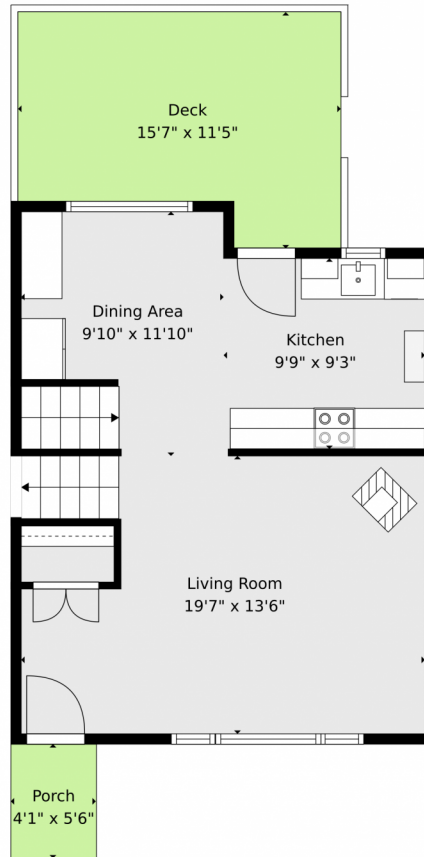 Deck
15'7" x 11'5"
Dining Area
9'10" x 11'10"
Kitchen
9'9" x 9'3"
Living Room
19'7" x 13'6"
Porch
4'1" x 5'6"